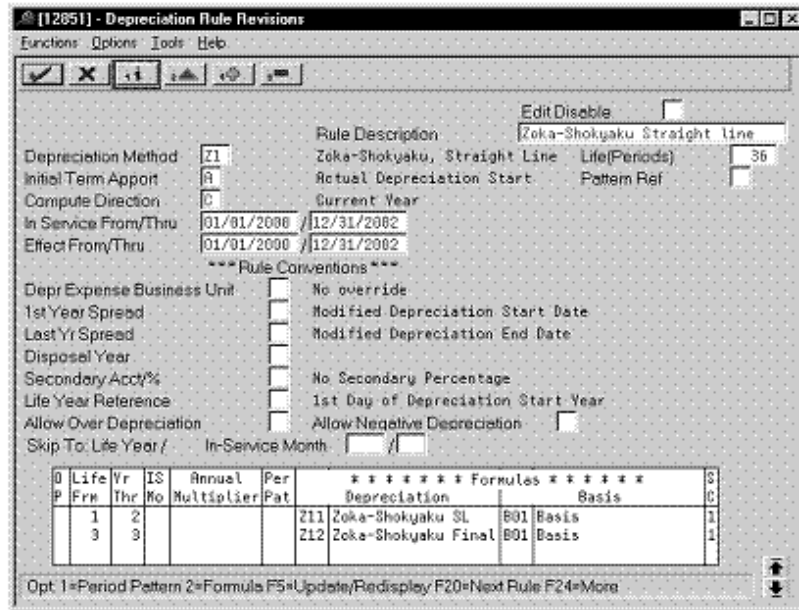 [12851] - Depreciation Rule Revisions
Functions Options Tools Help
Edit Disable
Rule Description Zoka-Shokyaku Straight line
Depreciation Method Z1 Zoka-Shokyaku, Straight Line Life(Periods) 36
Initial Term Apport A Actual Depreciation Start Pattern Ref
Compute Direction C Current Year
In Service From/Thru 01/01/2000 / 12/31/2002
Effect From/Thru 01/01/2000 / 12/31/2002
***Rule Conventions***
Depr Expense Business Unit No override
1st Year Spread Modified Depreciation Start Date
Last Yr Spread Modified Depreciation End Date
Disposal Year
Secondary Acct/% No Secondary Percentage
Life Year Reference 1st Day of Depreciation Start Year
Allow Over Depreciation Allow Negative Depreciation
Skip To: Life Year / In-Service Month /
O Life Yr IS Annual Per * * * * * * * Formulas * * * * * * S
P Frm Thr Mo Multiplier Pat Depreciation Basis C
1 2 Z11 Zoka-Shokyaku SL B01 Basis 1
3 3 Z12 Zoka-Shokyaku Final B01 Basis 1
Opt: 1=Period Pattern 2=Formula F5=Update/Redisplay F20=Next Rule F24=More